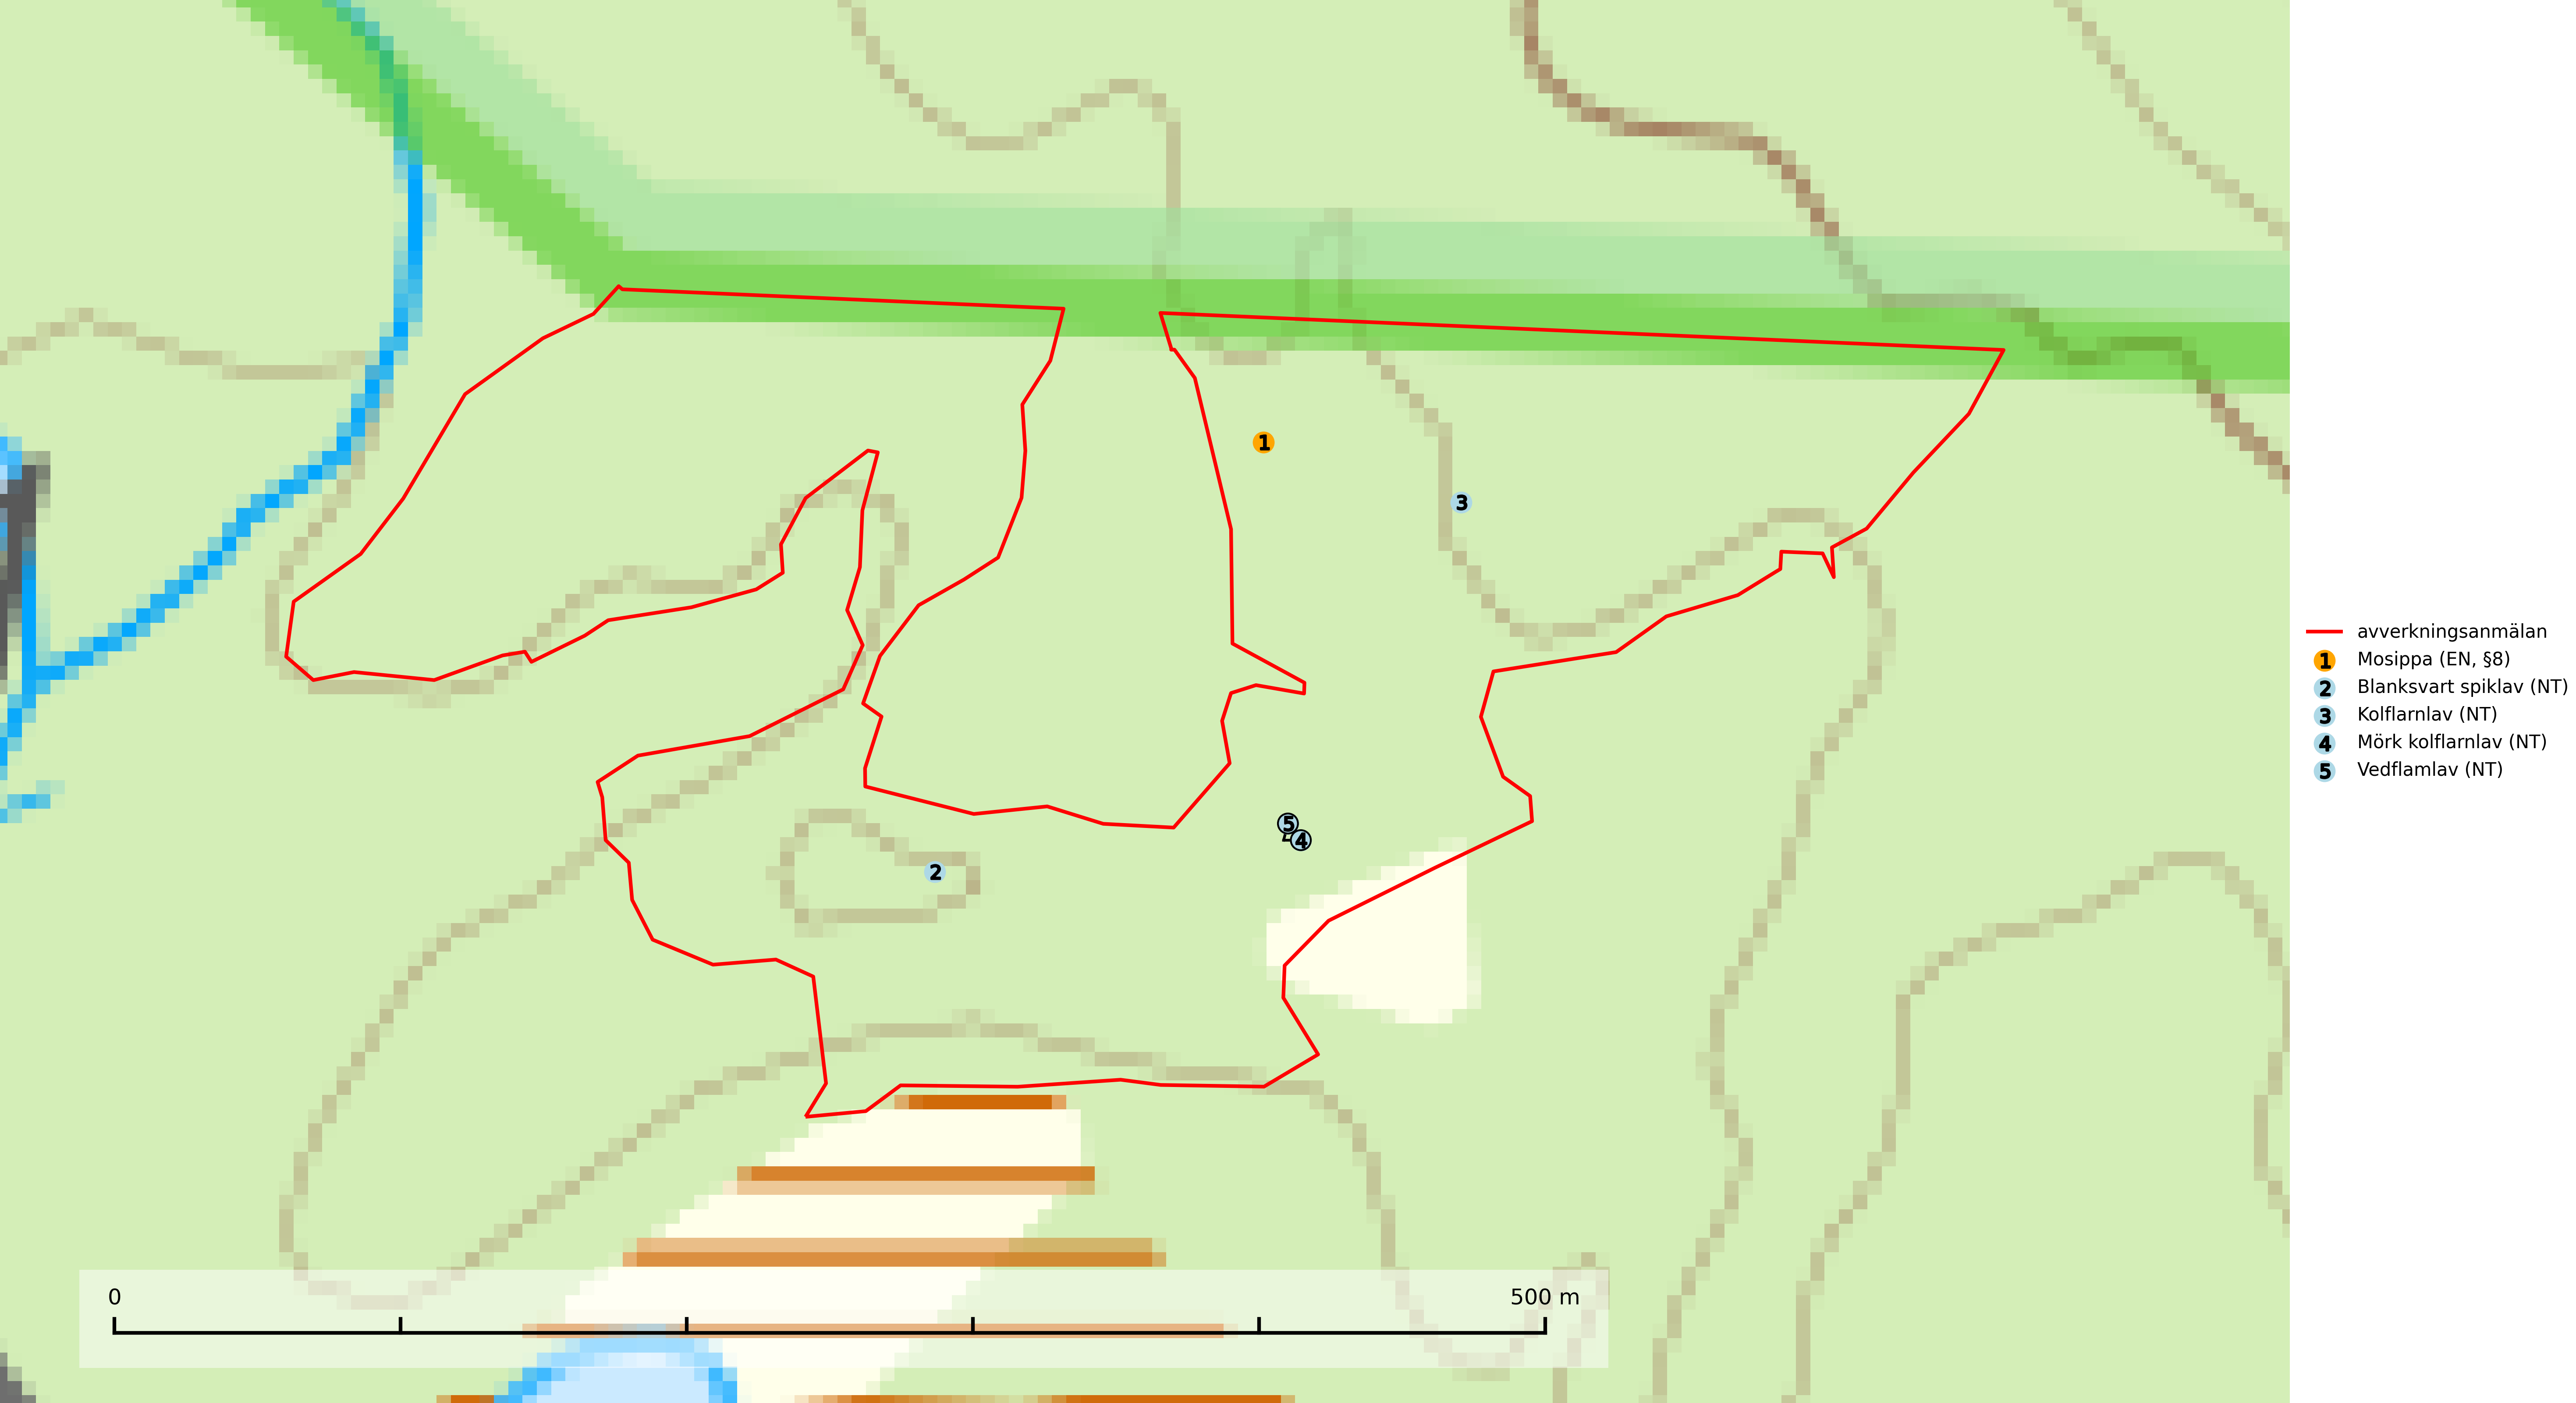 1
3
5
4
2
0 500 m
avverkningsanmälan
1 Mosippa (EN, §8)
2 Blanksvart spiklav (NT)
3 Kolflarnlav (NT)
4 Mörk kolflarnlav (NT)
5 Vedflamlav (NT)